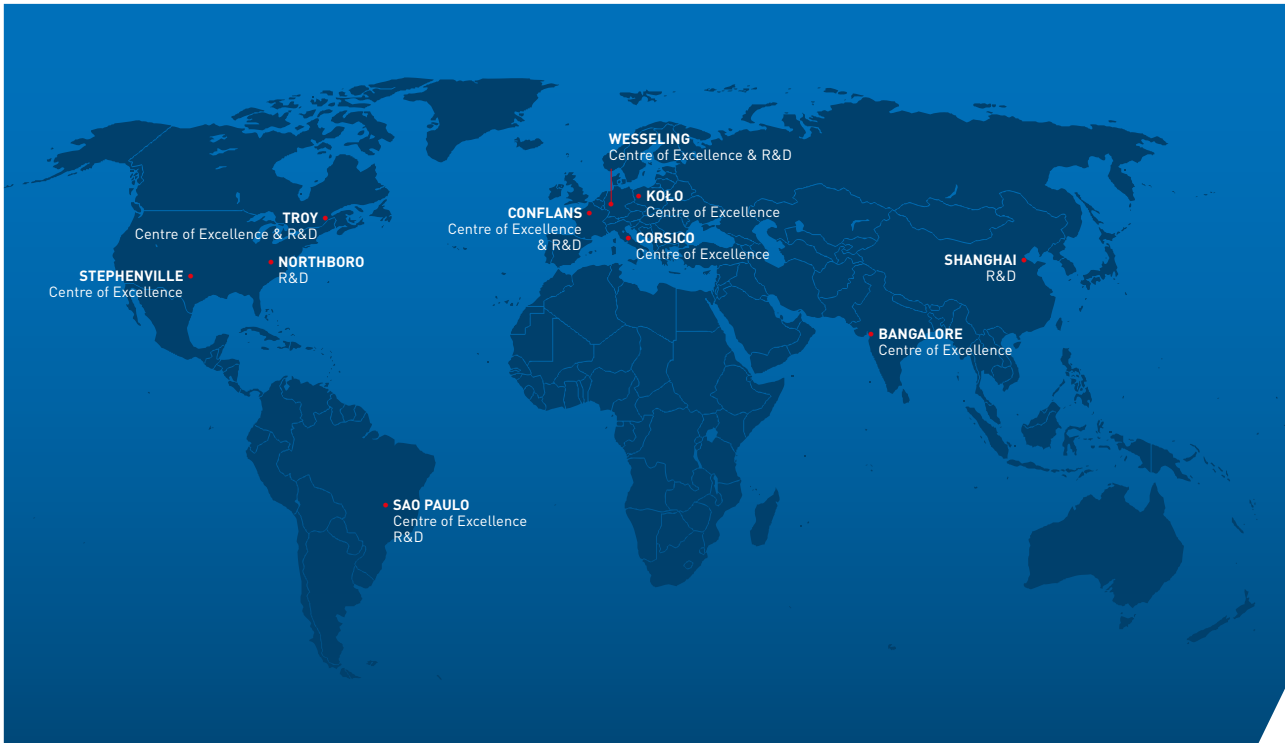 WESSELING
Centre of Excellence & R&D
KOŁO
Centre of Excellence
CONFLANS
Centre of Excellence
& R&D
CORSICO
Centre of Excellence
TROY
Centre of Excellence & R&D
NORTHBORO
R&D
STEPHENVILLE
Centre of Excellence
SHANGHAI
R&D
BANGALORE
Centre of Excellence
SAO PAULO
Centre of Excellence
R&D